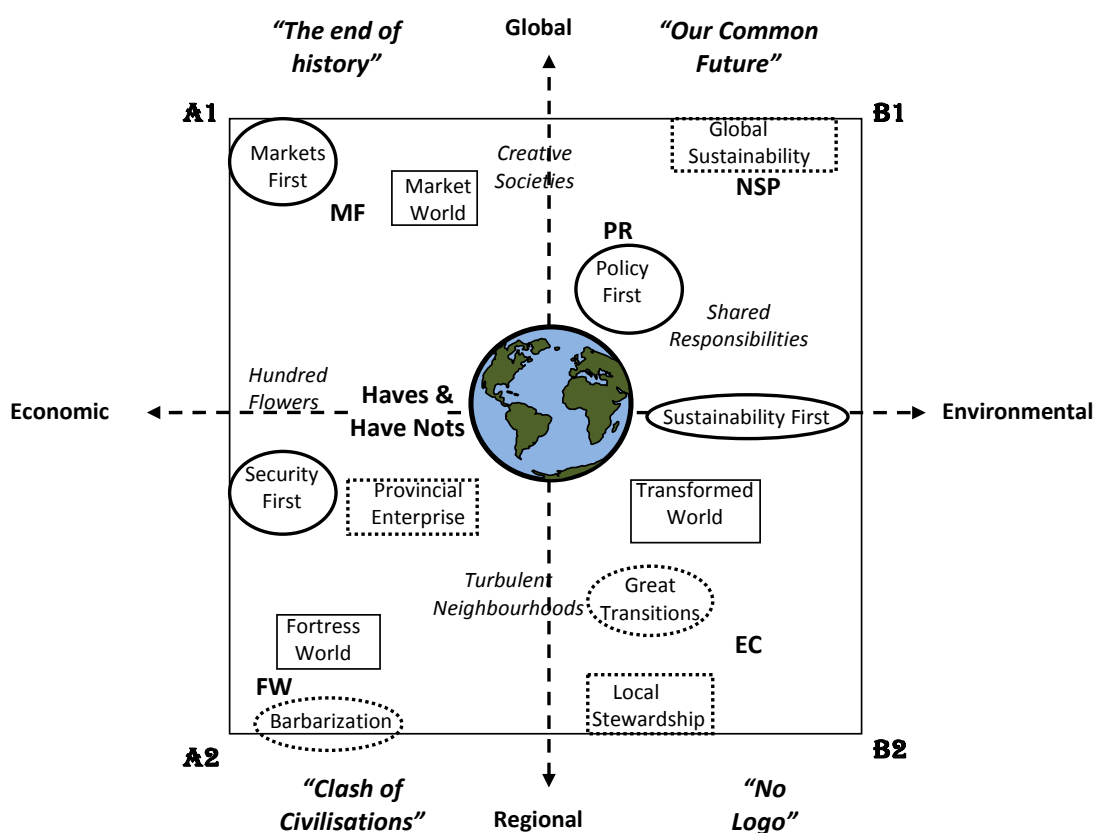 “The end of
history”
Global
“Our Common
Future”
A1
B1
Markets
First
MF
Market
World
Creative
Societies
Global
Sustainability
NSP
PR
Policy
First
Shared
Responsibilities
Hundred
Flowers
Economic
Haves &
Have Nots
Sustainability First
Environmental
Security
First
Provincial
Enterprise
Transformed
World
Turbulent
Neighbourhoods
Great
Transitions
Fortress
World
EC
FW
Barbarization
Local
Stewardship
A2
B2
“Clash of
Civilisations”
Regional
“No
Logo”